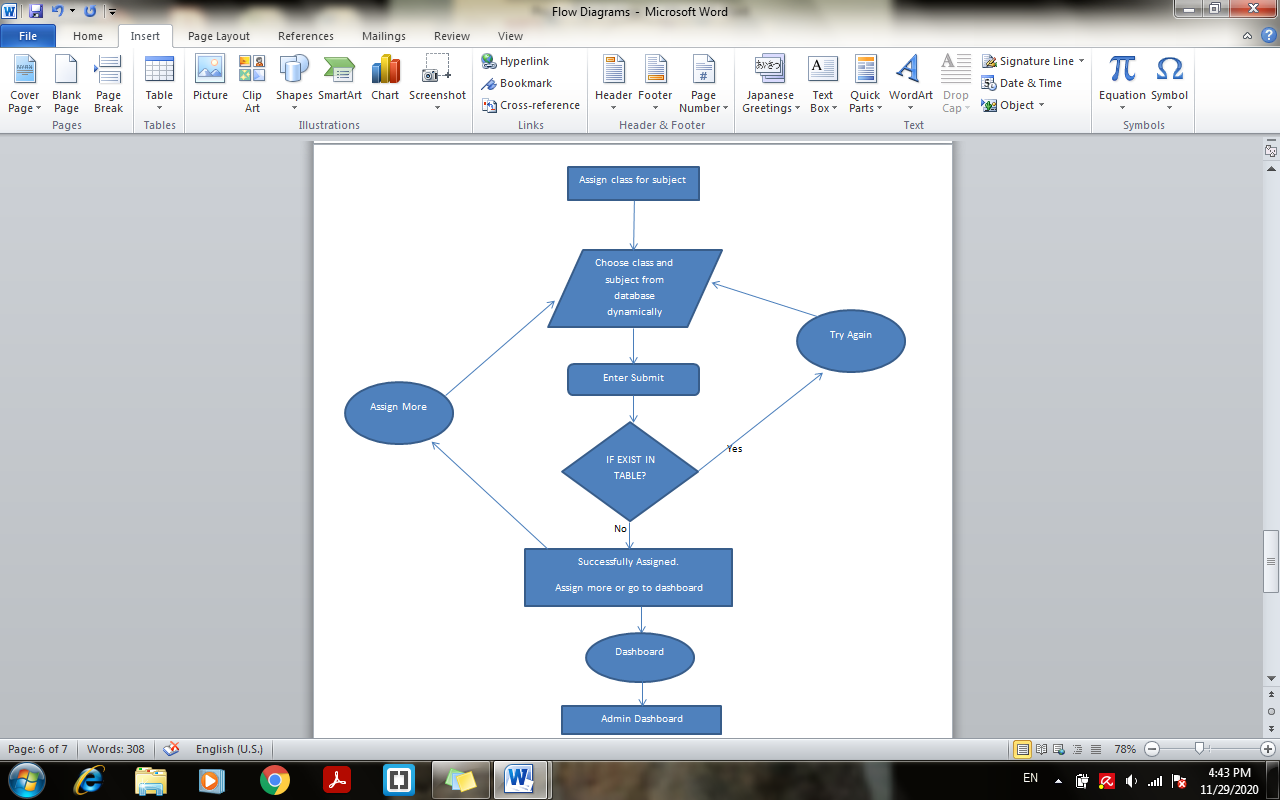 Flow Diagrams - Microsoft Word
File Home Insert Page Layout References Mailings Review View
Cover Page
Blank Page
Page Break
Pages
Table
Tables
Picture
Clip Art
Shapes
SmartArt
Chart
Screenshot
Illustrations
Hyperlink
Bookmark
Cross-reference
Links
Header
Footer
Page Number
Header & Footer
Japanese Greetings
Text Box
Quick Parts
WordArt
Drop Cap
Signature Line
Date & Time
Object
Text
Equation
Symbol
Symbols
Assign class for subject
Choose class and
subject from
database
dynamically
Try Again
Enter Submit
Assign More
IF EXIST IN
TABLE?
Yes
No
Successfully Assigned.
Assign more or go to dashboard
Dashboard
Admin Dashboard
Page: 6 of 7 Words: 308 English (U.S.) 78%
EN 4:43 PM
11/29/2020